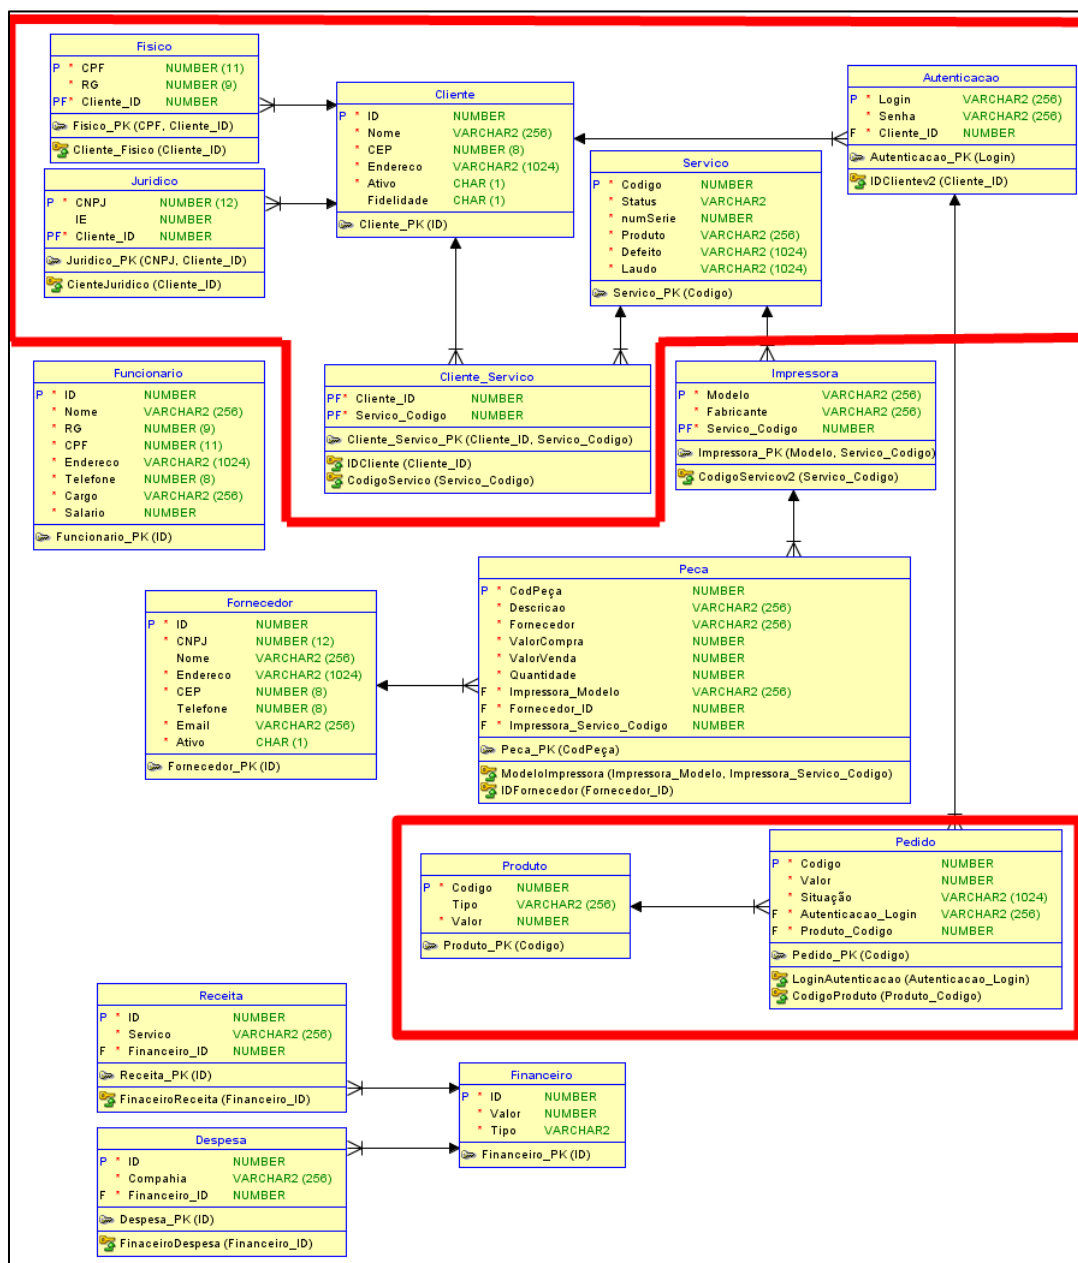 Fisico
P * CPF NUMBER (11)
* RG NUMBER (9)
PF* Cliente_ID NUMBER
Fisico_PK (CPF, Cliente_ID)
Cliente_Fisico (Cliente_ID)
Cliente
P * ID NUMBER
* Nome VARCHAR2 (256)
* CEP NUMBER (8)
* Endereco VARCHAR2 (1024)
* Ativo CHAR (1)
Fidelidade CHAR (1)
Cliente_PK (ID)
Autenticacao
P * Login VARCHAR2 (256)
* Senha VARCHAR2 (256)
F * Cliente_ID NUMBER
Autenticacao_PK (Login)
IDClientev2 (Cliente_ID)
Servico
P * Codigo NUMBER
* Status VARCHAR2
* numSerie NUMBER
* Produto VARCHAR2 (256)
* Defeito VARCHAR2 (1024)
* Laudo VARCHAR2 (1024)
Servico_PK (Codigo)
Juridico
P * CNPJ NUMBER (12)
IE NUMBER
PF* Cliente_ID NUMBER
Juridico_PK (CNPJ, Cliente_ID)
CienteJuridico (Cliente_ID)
Funcionario
P * ID NUMBER
* Nome VARCHAR2 (256)
* RG NUMBER (9)
* CPF NUMBER (11)
* Endereco VARCHAR2 (1024)
* Telefone NUMBER (8)
* Cargo VARCHAR2 (256)
* Salario NUMBER
Funcionario_PK (ID)
Cliente_Servico
PF* Cliente_ID NUMBER
PF* Servico_Codigo NUMBER
Cliente_Servico_PK (Cliente_ID, Servico_Codigo)
IDCliente (Cliente_ID)
CodigoServico (Servico_Codigo)
Impressora
P * Modelo VARCHAR2 (256)
* Fabricante VARCHAR2 (256)
PF* Servico_Codigo NUMBER
Impressora_PK (Modelo, Servico_Codigo)
CodigoServicov2 (Servico_Codigo)
Fornecedor
P * ID NUMBER
* CNPJ NUMBER (12)
Nome VARCHAR2 (256)
* Endereco VARCHAR2 (1024)
* CEP NUMBER (8)
Telefone NUMBER (8)
* Email VARCHAR2 (256)
* Ativo CHAR (1)
Fornecedor_PK (ID)
Peca
P * CodPeça NUMBER
* Descricao VARCHAR2 (256)
* Fornecedor VARCHAR2 (256)
* ValorCompra NUMBER
* ValorVenda NUMBER
* Quantidade NUMBER
F * Impressora_Modelo VARCHAR2 (256)
F * Fornecedor_ID NUMBER
F * Impressora_Servico_Codigo NUMBER
Peca_PK (CodPeça)
ModeloImpressora (Impressora_Modelo, Impressora_Servico_Codigo)
IDFornecedor (Fornecedor_ID)
Produto
P * Codigo NUMBER
Tipo VARCHAR2 (256)
* Valor NUMBER
Produto_PK (Codigo)
Pedido
P * Codigo NUMBER
* Valor NUMBER
* Situação VARCHAR2 (1024)
F * Autenticacao_Login VARCHAR2 (256)
F * Produto_Codigo NUMBER
Pedido_PK (Codigo)
LoginAutenticacao (Autenticacao_Login)
CodigoProduto (Produto_Codigo)
Receita
P * ID NUMBER
* Servico VARCHAR2 (256)
F * Financeiro_ID NUMBER
Receita_PK (ID)
FinaceiroReceita (Financeiro_ID)
Financeiro
P * ID NUMBER
* Valor NUMBER
* Tipo VARCHAR2
Financeiro_PK (ID)
Despesa
P * ID NUMBER
* Compahia VARCHAR2 (256)
F * Financeiro_ID NUMBER
Despesa_PK (ID)
FinaceiroDespesa (Financeiro_ID)